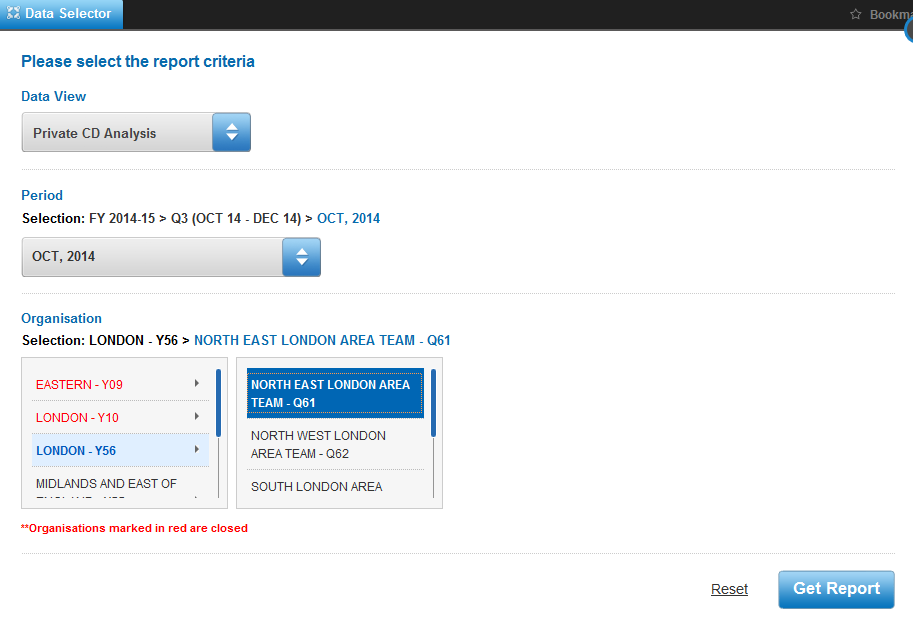 Data Selector
Please select the report criteria
Data View
Private CD Analysis
Period
Selection: FY 2014-15 > Q3 (OCT 14 - DEC 14) > OCT, 2014
OCT, 2014
Organisation
Selection: LONDON - Y56 > NORTH EAST LONDON AREA TEAM - Q61
EASTERN - Y09
LONDON - Y10
LONDON - Y56
MIDLANDS AND EAST OF
NORTH EAST LONDON AREA
TEAM - Q61
NORTH WEST LONDON
AREA TEAM - Q62
SOUTH LONDON AREA
**Organisations marked in red are closed
Reset
Get Report